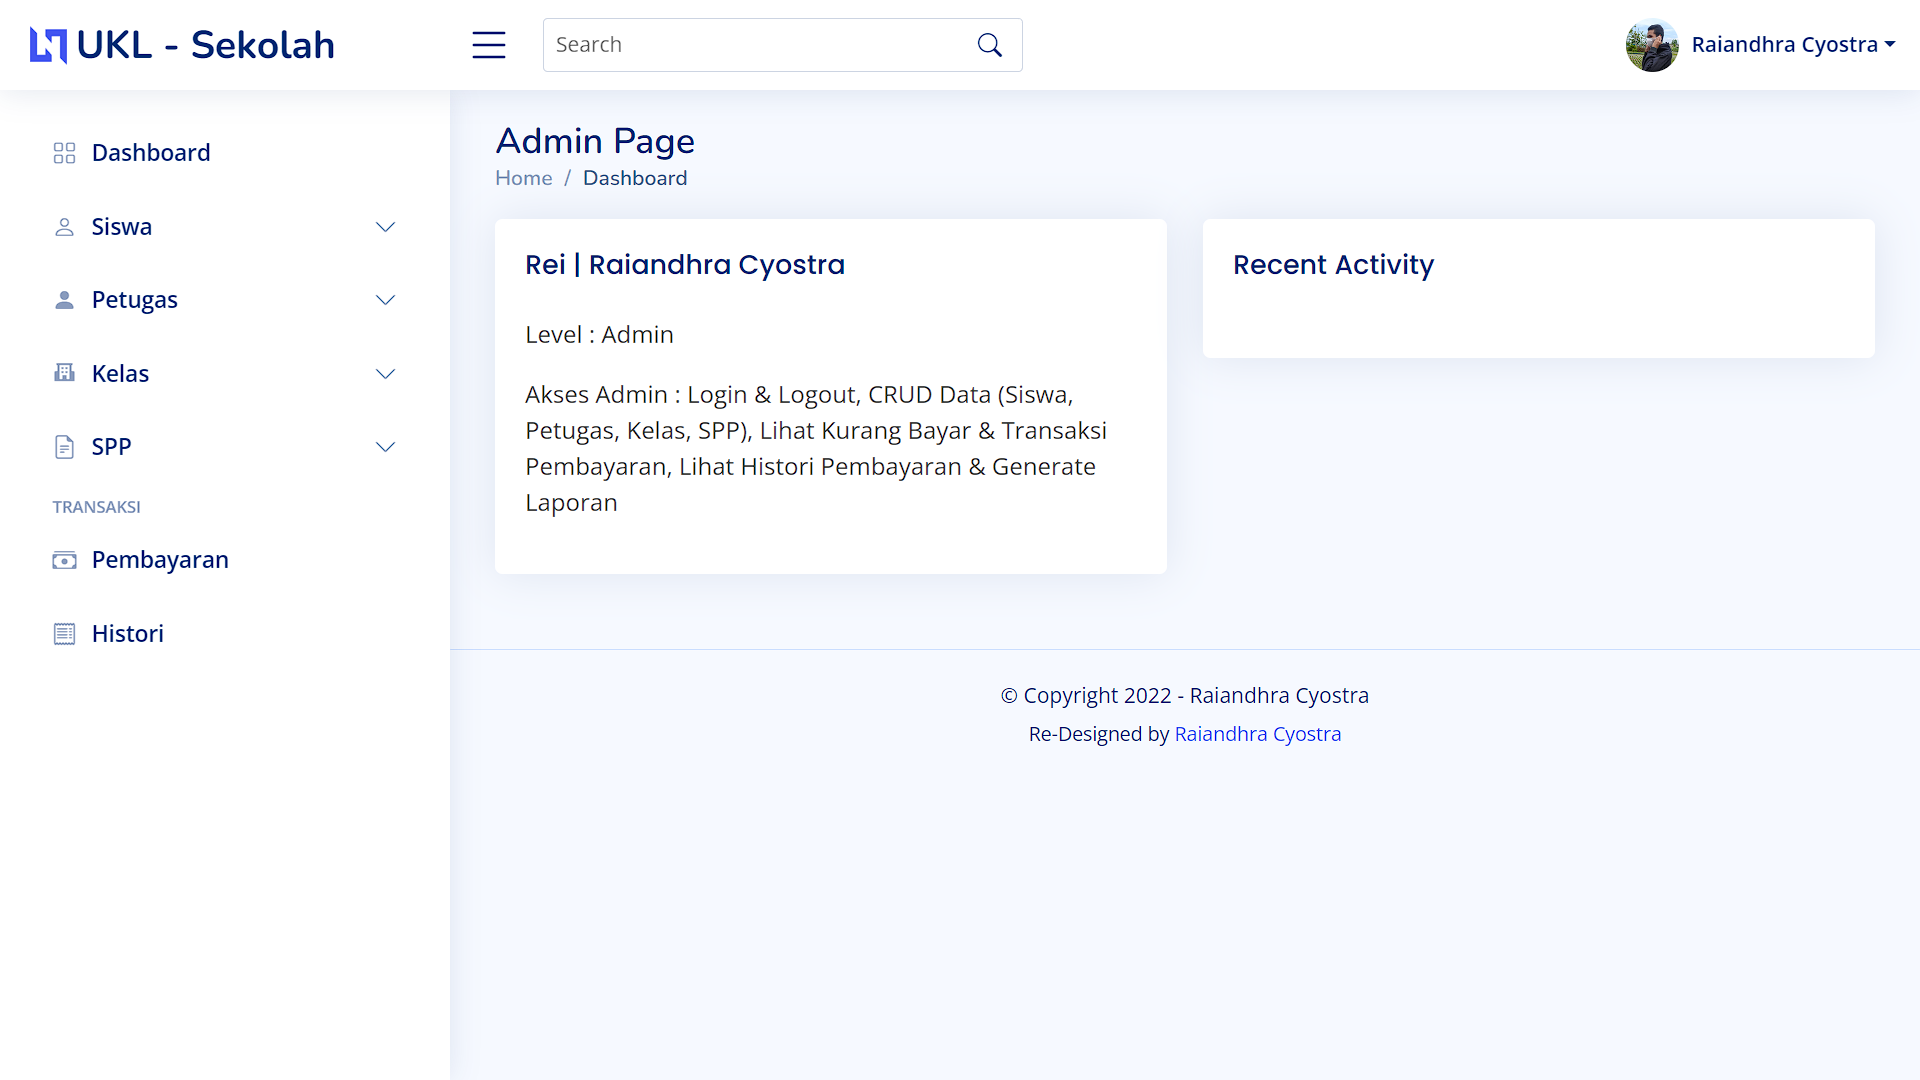 UKL - Sekolah
Search
Raiandhra Cyostra
Dashboard
Siswa
Petugas
Kelas
SPP
TRANSAKSI
Pembayaran
Histori
Admin Page
Home / Dashboard
Rei | Raiandhra Cyostra
Level : Admin
Akses Admin : Login & Logout, CRUD Data (Siswa,
Petugas, Kelas, SPP), Lihat Kurang Bayar & Transaksi
Pembayaran, Lihat Histori Pembayaran & Generate
Laporan
Recent Activity
© Copyright 2022 - Raiandhra Cyostra
Re-Designed by Raiandhra Cyostra